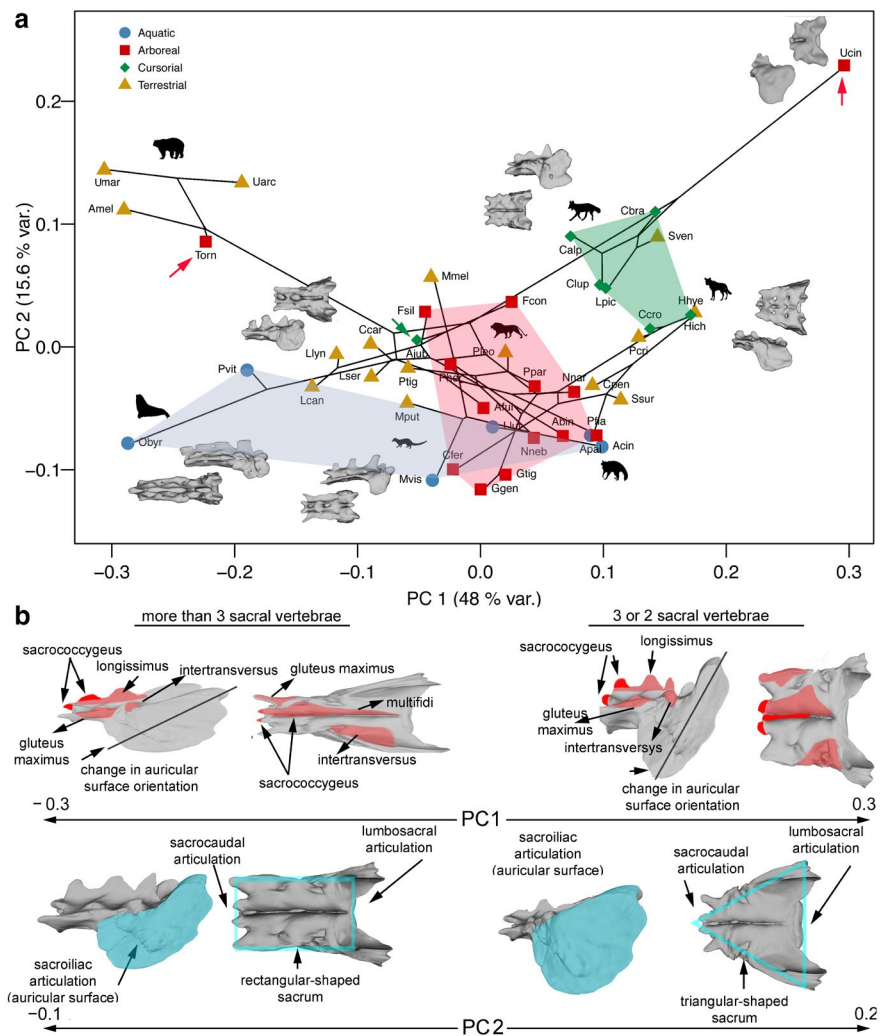 a
Aquatic
Arboreal
Cursorial
Terrestrial
Ucin
0.2
Umar
Uarc
Amel
Torn
Cbra
Calp
Sven
0.1
Clup
Lpic
Mmel
Fsil
Fcon
Hhye
Ccro
Hich
Ccar
Ajub
Pleo
Pcri
0.0
Llyn
Pvit
Lser
Ptig
Pher
Ppar
Nnar
Cpen
Lcan
Ssur
Mput
Aful
Abin
Pfla
Obyr
Cfer
Nneb
Apal
Acin
−0.1
Mvis
Ggen
Gtig
PC 2 (15.6 % var.)
−0.3
−0.2
−0.1
0.0
0.1
0.2
0.3
PC 1 (48 % var.)
b
more than 3 sacral vertebrae
3 or 2 sacral vertebrae
sacrococcygeus
longissimus
intertransversus
gluteus maximus
multifidi
gluteus
maximus
change in auricular
surface orientation
intertransversus
sacrococcygeus
sacrococygeus
longissimus
gluteus
maximus
intertransversys
change in auricular
surface orientation
−0.3
PC1
0.3
sacrocaudal
articulation
lumbosacral
articulation
sacroiliac
articulation
(auricular surface)
rectangular-shaped
sacrum
sacroiliac
articulation
(auricular surface)
sacrocaudal
articulation
lumbosacral
articulation
triangular-shaped
sacrum
−0.1
PC2
0.2